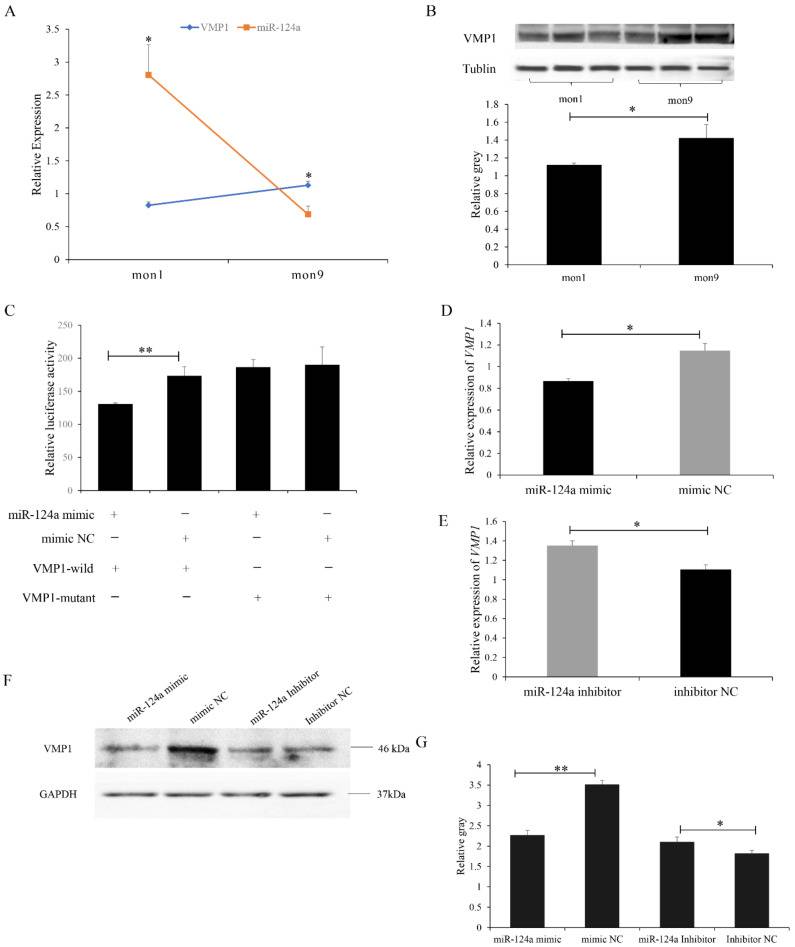 A
VMP1 miR-124a
Relative Expression
3.5
3
2.5
2
1.5
1
0.5
0
*
*
mon1 mon9
B
VMP1
Tublin
mon1 mon9
Relative grey
1.8
1.6
1.4
1.2
1
0.8
0.6
0.4
0.2
0
*
mon1 mon9
C
Relative luciferase activity
250
200
150
100
50
0
**
miR-124a mimic + − + −
mimic NC − + − +
VMP1-wild + + − −
VMP1-mutant − − + +
D
Relative expression of VMP1
1.4
1.2
1
0.8
0.6
0.4
0.2
0
*
miR-124a mimic mimic NC
E
Relative expression of VMP1
1.6
1.4
1.2
1
0.8
0.6
0.4
0.2
0
*
miR-124a inhibitor inhibitor NC
F
miR-124a mimic
mimic NC
miR-124a Inhibitor
Inhibitor NC
VMP1 46 kDa
GAPDH 37kDa
G
Relative gray
4
3.5
3
2.5
2
1.5
1
0.5
0
**
*
miR-124a mimic mimic NC miR-124a Inhibitor Inhibitor NC